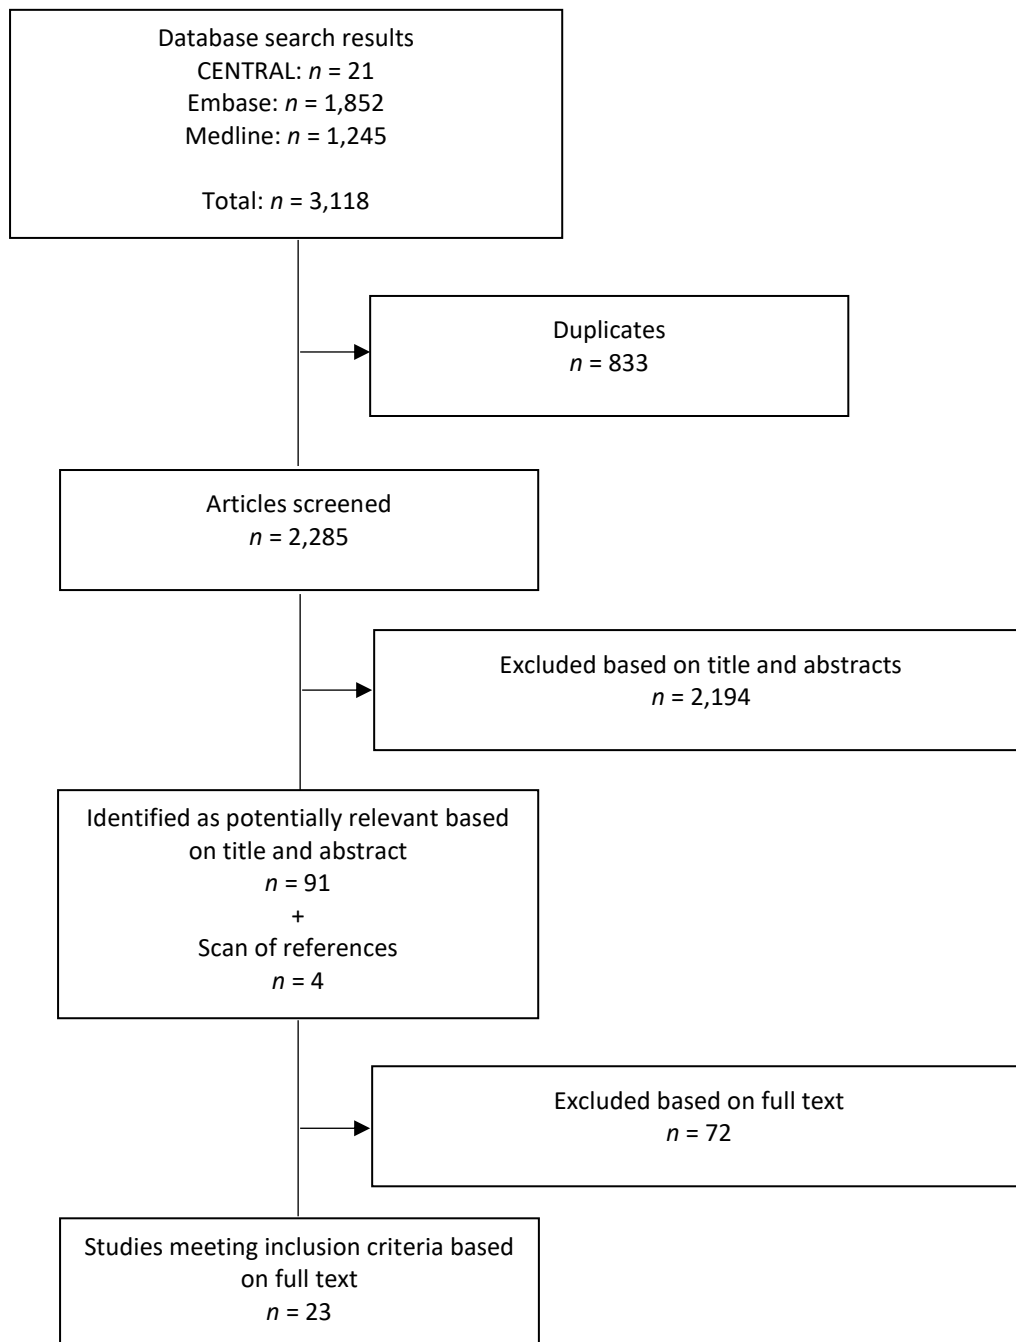 Database search results
CENTRAL: n = 21
Embase: n = 1,852
Medline: n = 1,245
Total: n = 3,118
Duplicates
n = 833
Articles screened
n = 2,285
Excluded based on title and abstracts
n = 2,194
Identified as potentially relevant based
on title and abstract
n = 91
+
Scan of references
n = 4
Excluded based on full text
n = 72
Studies meeting inclusion criteria based
on full text
n = 23